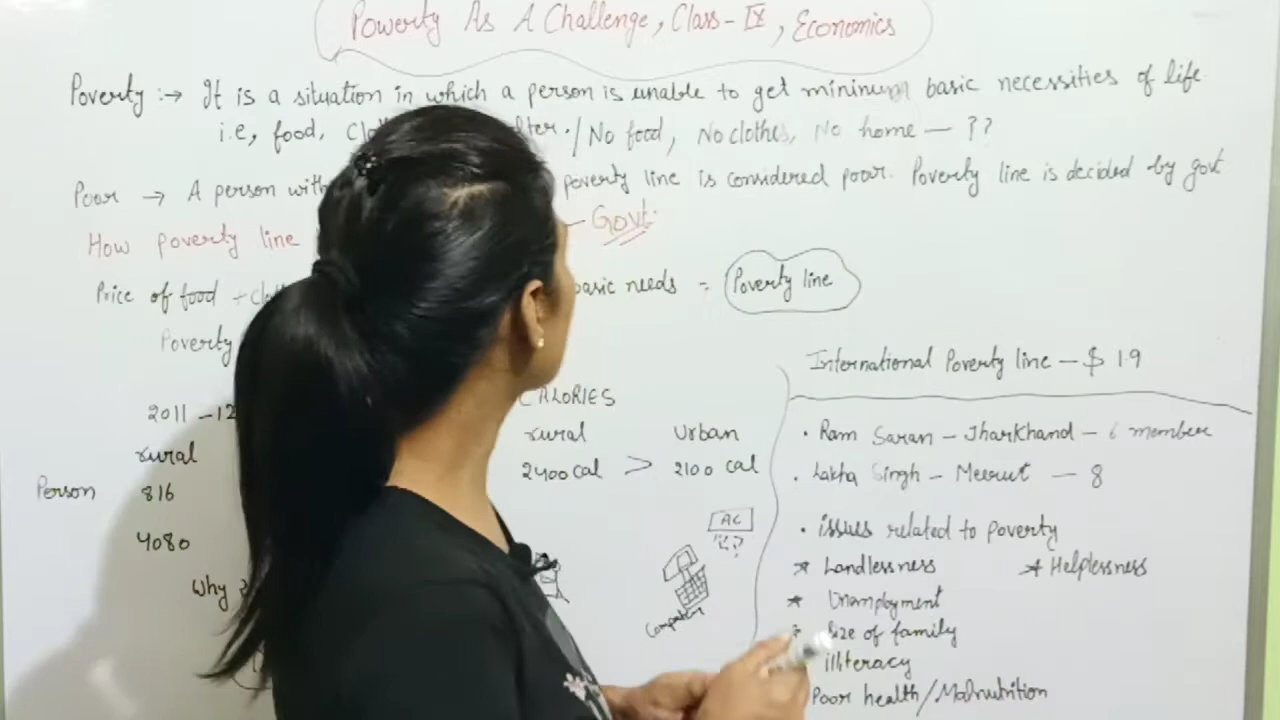 Poverty As A Challenge, Class-IX, Economics
Poverty :→ It is a situation in which a person is unable to get minimum basic necessities of life
i.e, food, / No food, No clothes, No home — ??
Poor → A person with poverty line is considered poor. Poverty line is decided by govt
How poverty line — Govt.
Price of food + basic needs = Poverty line
Poverty
International Poverty line — $ 1.9
2011 - 12
CALORIES
rural
rural Urban
2400 cal > 2100 cal
Person 816
4080
Why
AC
??
Computer
• Ram Saran - Jharkhand - 6 member
• Lakha Singh - Meerut - 8
• issues related to poverty
* Landlessness * Helplessness
* Unemployment
* Size of family
illiteracy
Poor health/Malnutrition